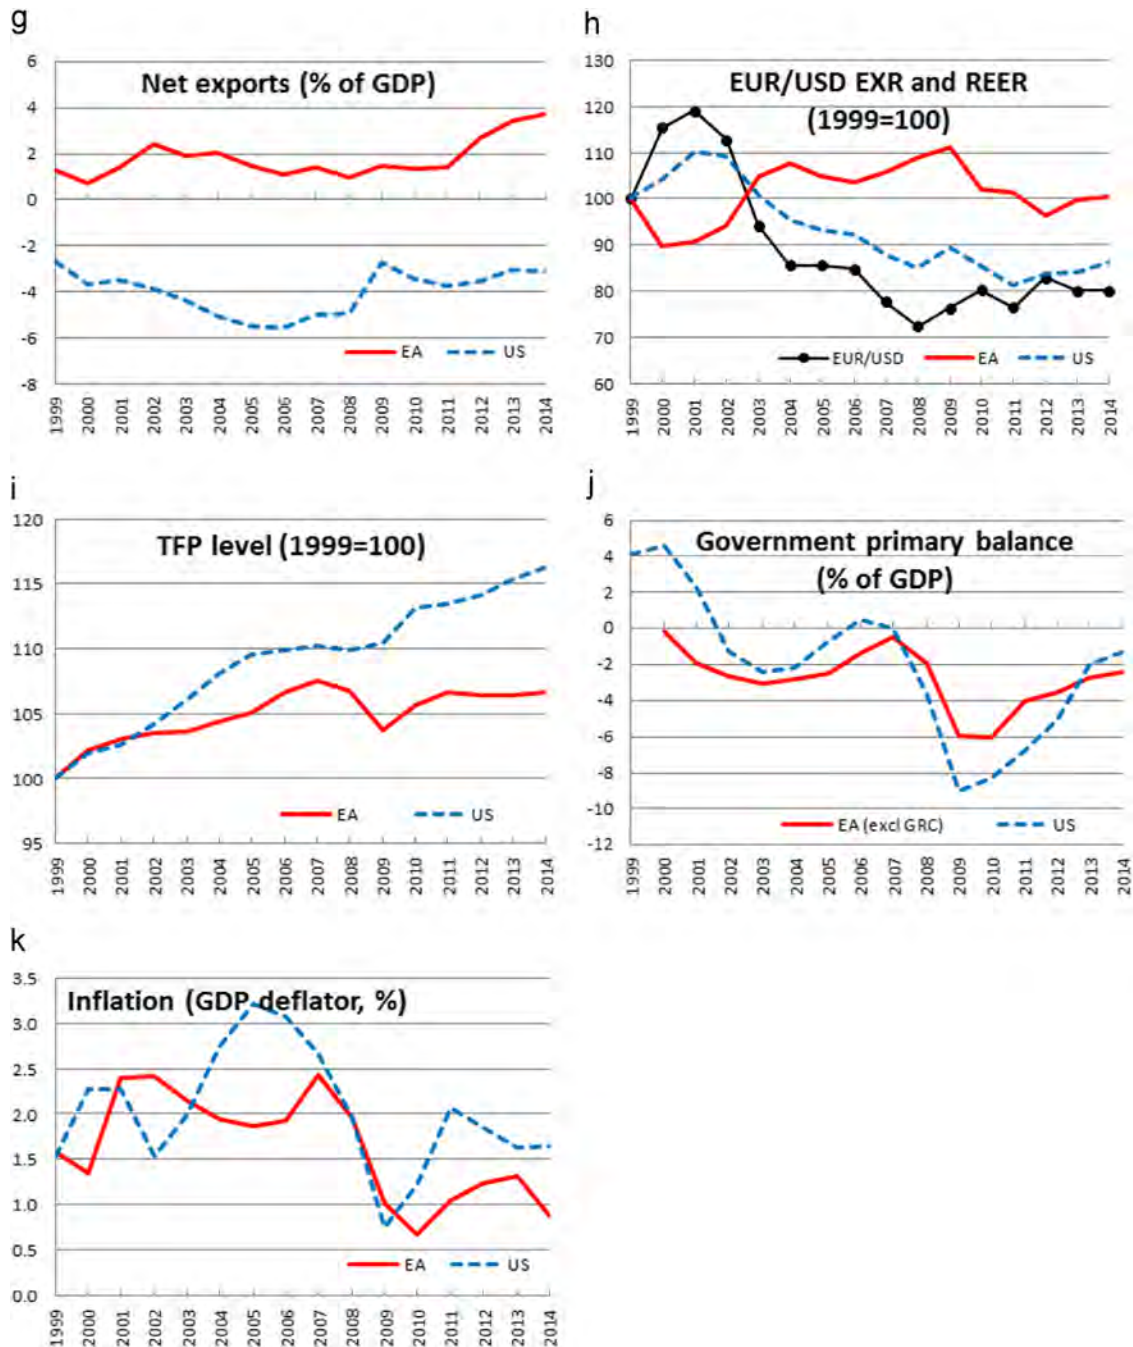 g
Net exports (% of GDP)
6
4
2
0
-2
-4
-6
-8
EA US
1999 2000 2001 2002 2003 2004 2005 2006 2007 2008 2009 2010 2011 2012 2013 2014
h
EUR/USD EXR and REER
(1999=100)
130
120
110
100
90
80
70
60
EUR/USD EA US
1999 2000 2001 2002 2003 2004 2005 2006 2007 2008 2009 2010 2011 2012 2013 2014
i
TFP level (1999=100)
120
115
110
105
100
95
EA US
1999 2000 2001 2002 2003 2004 2005 2006 2007 2008 2009 2010 2011 2012 2013 2014
j
Government primary balance
(% of GDP)
6
4
2
0
-2
-4
-6
-8
-10
-12
EA (excl GRC) US
1999 2000 2001 2002 2003 2004 2005 2006 2007 2008 2009 2010 2011 2012 2013 2014
k
Inflation (GDP deflator, %)
3.5
3.0
2.5
2.0
1.5
1.0
0.5
0.0
EA US
1999 2000 2001 2002 2003 2004 2005 2006 2007 2008 2009 2010 2011 2012 2013 2014